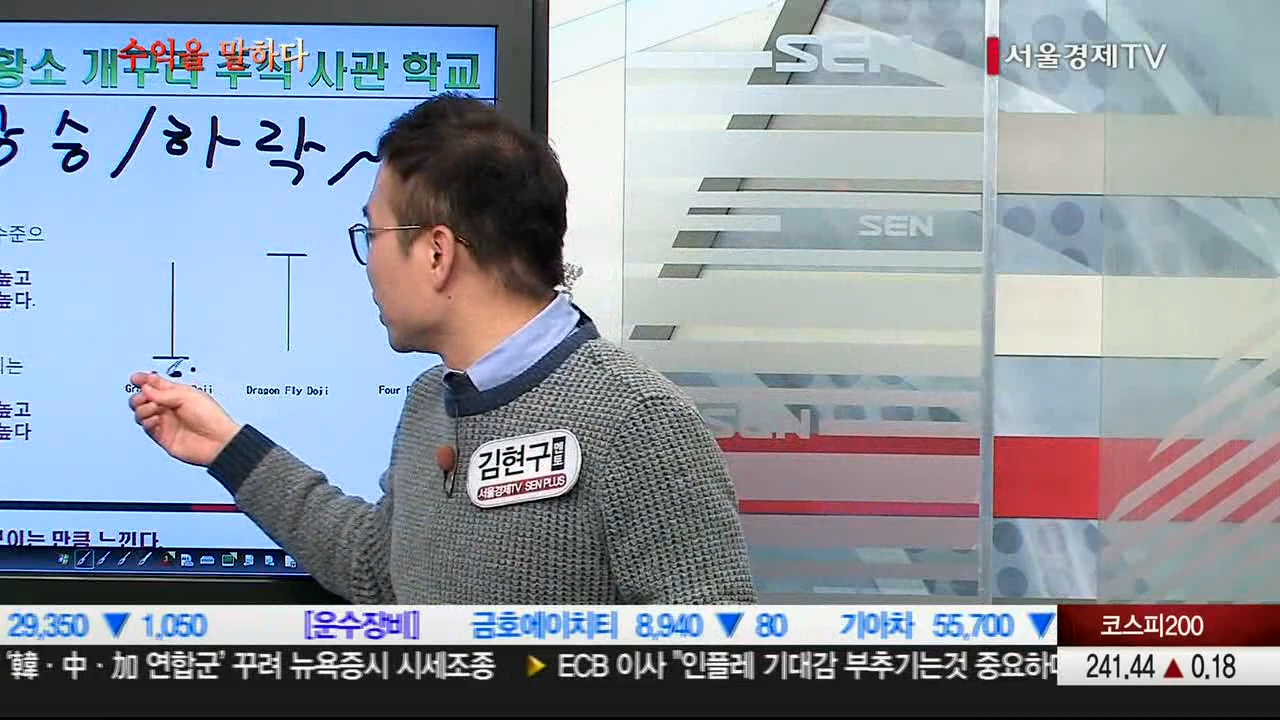 수익을 말하다
황소 개구리 주식 사관 학교
서울경제TV
SEN
승/하락
수준으
SEN
높고
높다.
Dragon Fly Doji
Four
높고
높다
SEN
김현구 멘토
서울경제TV SEN PLUS
보이는 만큼 느낀다.
29,350 ▼ 1,050 [운수장비] 금호에이치티 8,940 ▼ 80 기아차 55,700 ▼
코스피200
'韓·中·加 연합군' 꾸려 뉴욕증시 시세조종 ▶ ECB 이사 "인플레 기대감 부추기는것 중요하다
241.44 ▲ 0.18